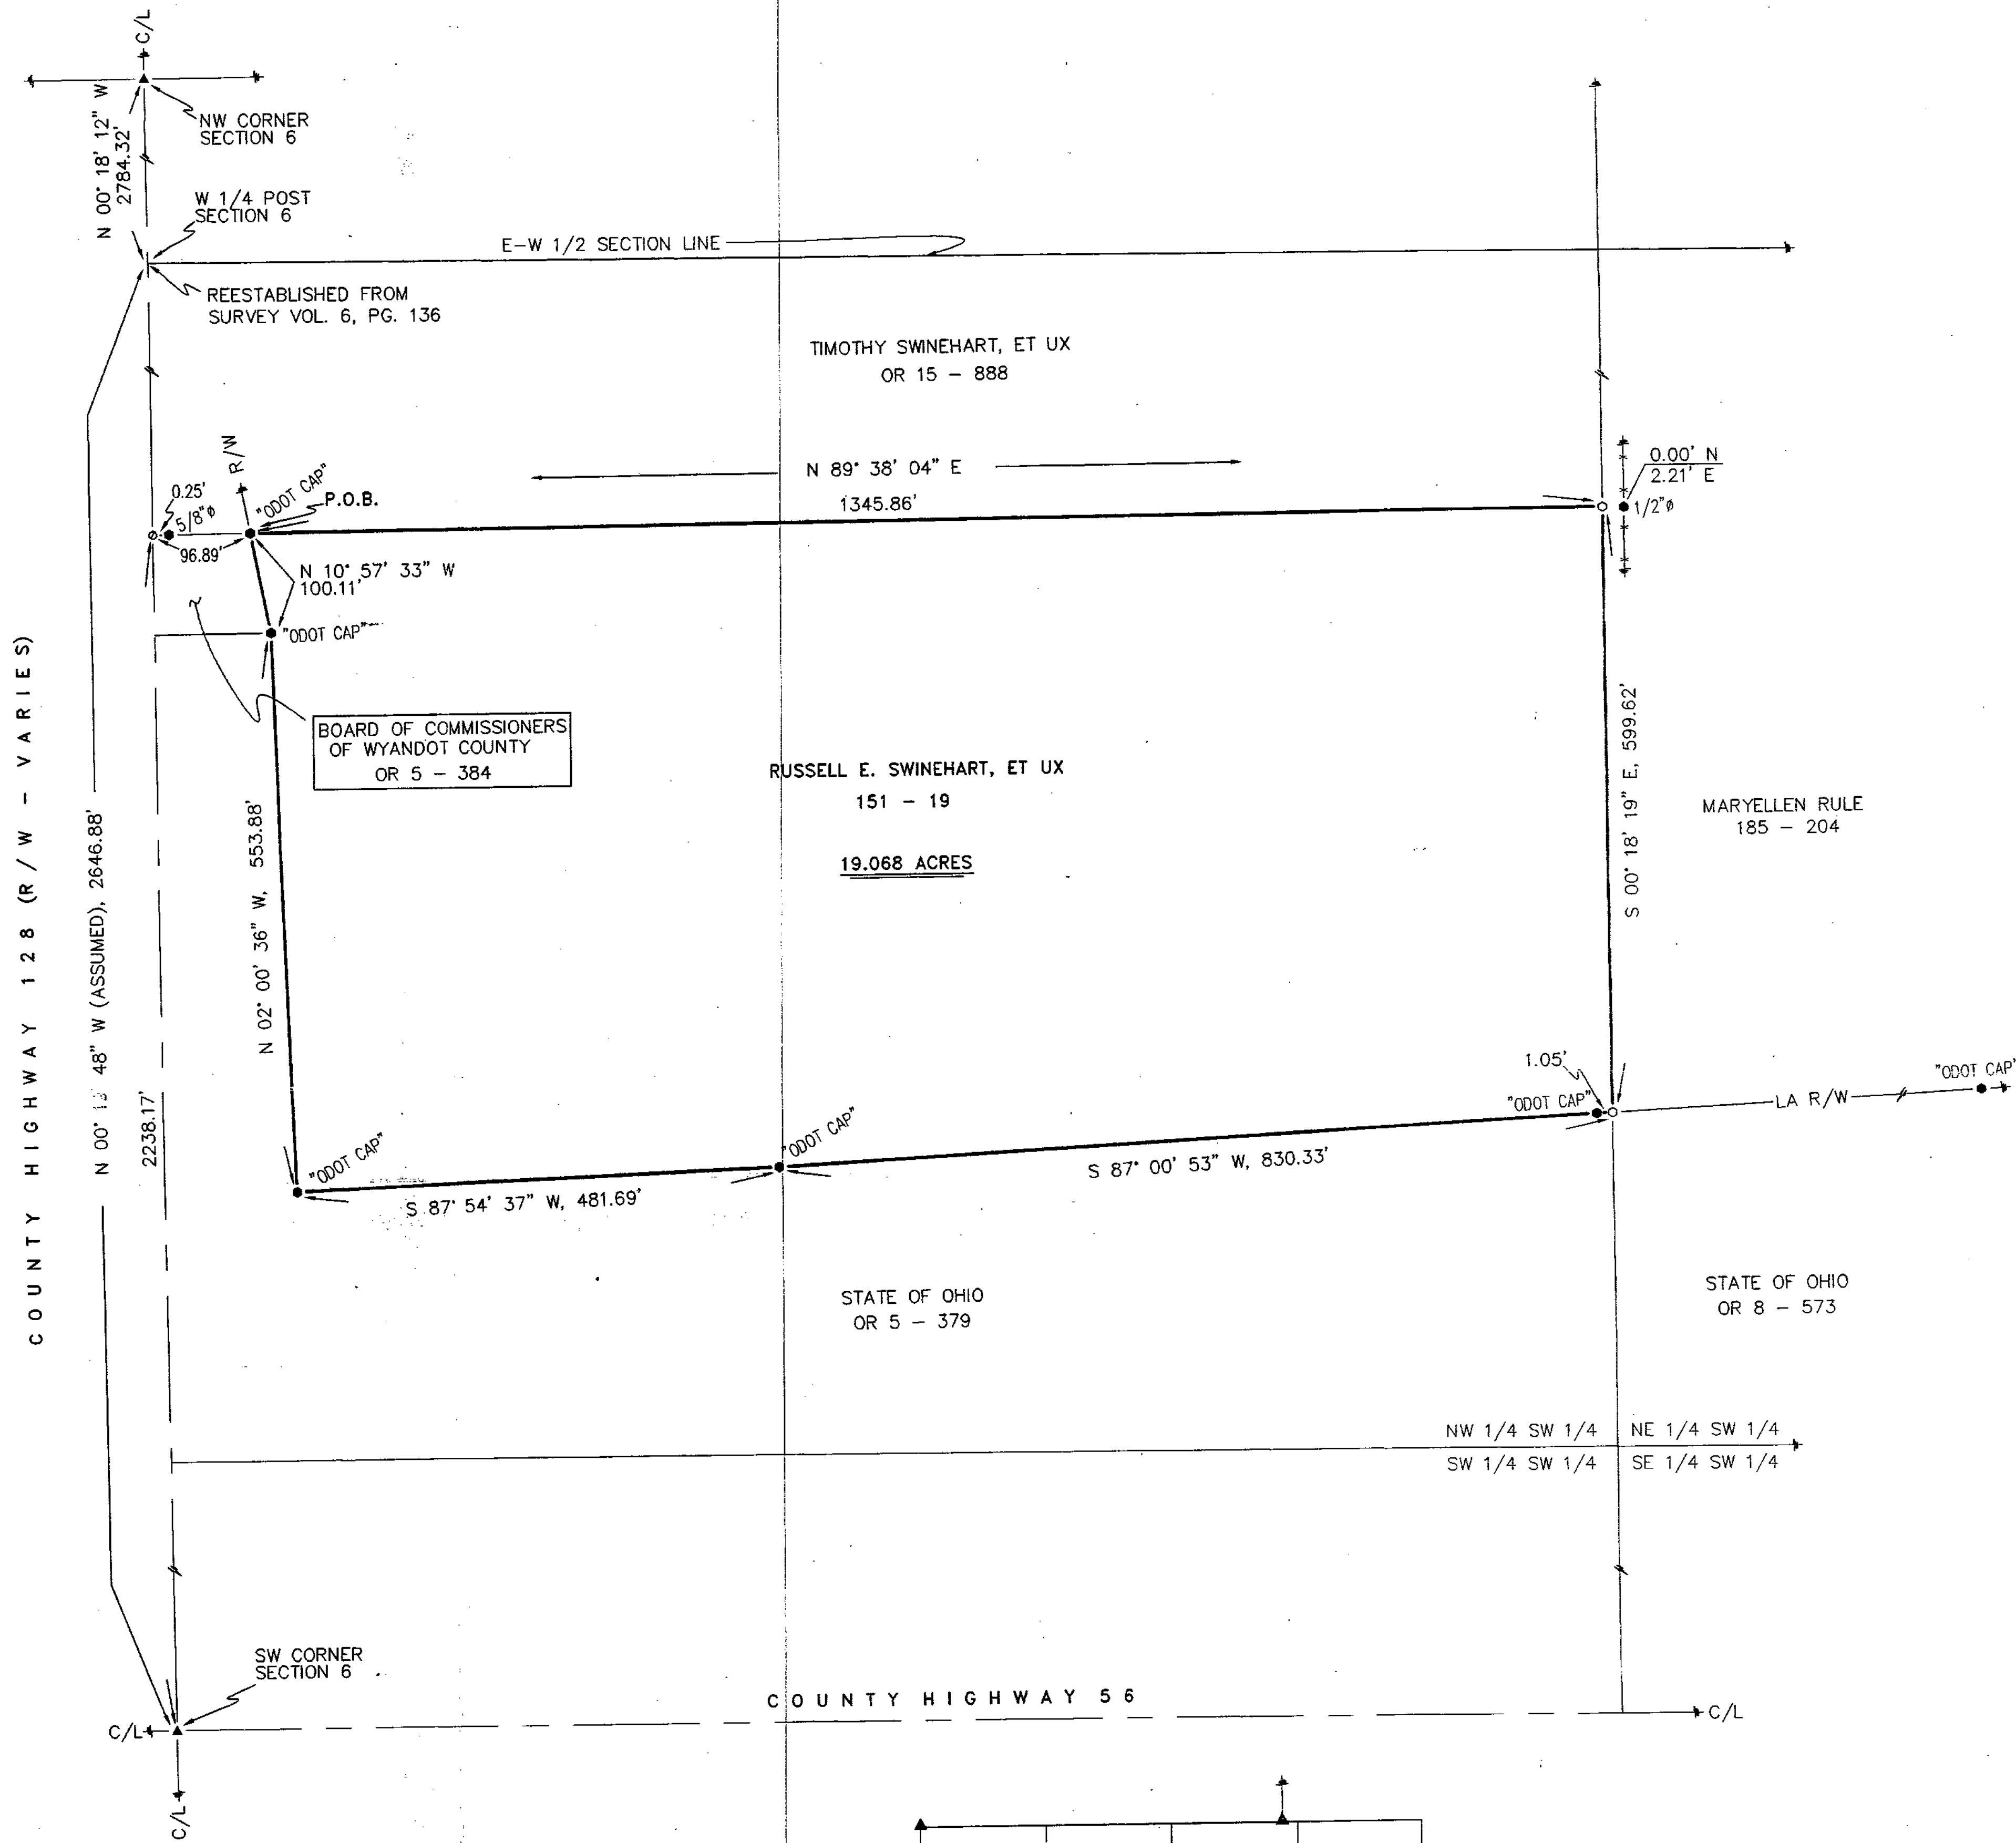 C/L
N 00° 18' 12" W
2784.32'
NW CORNER
SECTION 6
W 1/4 POST
SECTION 6
E-W 1/2 SECTION LINE
REESTABLISHED FROM
SURVEY VOL. 6, PG. 136
TIMOTHY SWINEHART, ET UX
OR 15 - 888
R/W
"ODOT CAP"
P.O.B.
0.25'
5/8"ø
96.89'
N 89° 38' 04" E
1345.86'
0.00' N
2.21' E
1/2"ø
N 10° 57' 33" W
100.11'
"ODOT CAP"
BOARD OF COMMISSIONERS
OF WYANDOT COUNTY
OR 5 - 384
RUSSELL E. SWINEHART, ET UX
151 - 19
19.068 ACRES
S 00° 18' 19" E, 599.62'
MARYELLEN RULE
185 - 204
COUNTY HIGHWAY 128 (R/W - VARIES)
N 00° 48" W (ASSUMED), 2646.88'
2238.17'
N 02° 00' 36" W, 553.88'
1.05'
"ODOT CAP"
LA R/W
"ODOT CAP"
"ODOT CAP"
"ODOT CAP"
S 87° 54' 37" W, 481.69'
S 87° 00' 53" W, 830.33'
STATE OF OHIO
OR 5 - 379
STATE OF OHIO
OR 8 - 573
NW 1/4 SW 1/4 NE 1/4 SW 1/4
SW 1/4 SW 1/4 SE 1/4 SW 1/4
SW CORNER
SECTION 6
COUNTY HIGHWAY 56
C/L
C/L
C/L